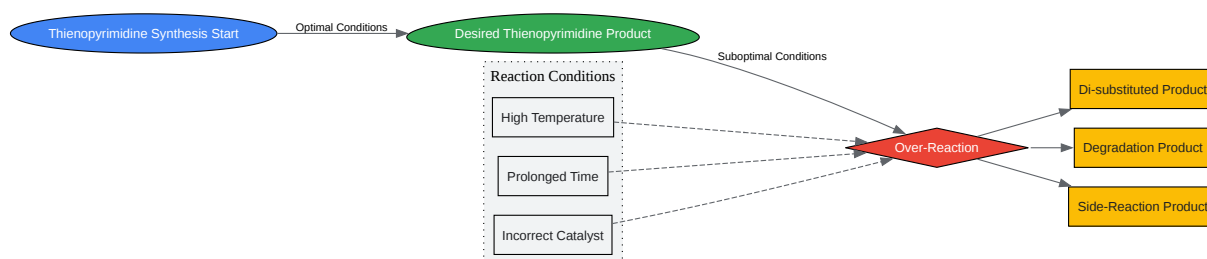 Thienopyrimidine Synthesis Start
Optimal Conditions
Desired Thienopyrimidine Product
Suboptimal Conditions
Reaction Conditions
High Temperature
Prolonged Time
Incorrect Catalyst
Over-Reaction
Di-substituted Product
Degradation Product
Side-Reaction Product